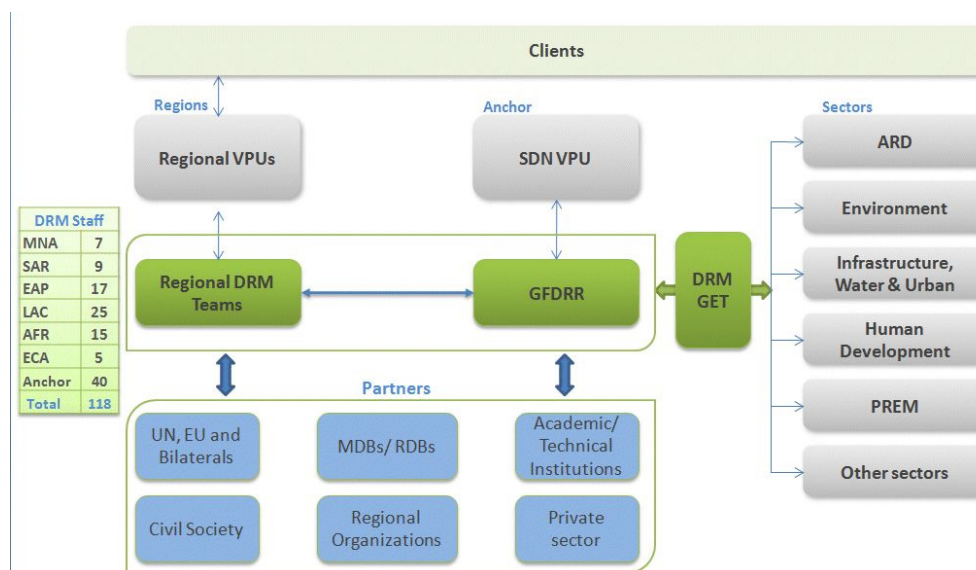 Clients
Regions
Anchor
Sectors
Regional VPUs
SDN VPU
ARD
Environment
Infrastructure,
Water & Urban
Human
Development
PREM
Other sectors
DRM Staff
MNA 7
SAR 9
EAP 17
LAC 25
AFR 15
ECA 5
Anchor 40
Total 118
Regional DRM
Teams
GFDRR
DRM
GET
Partners
UN, EU and
Bilaterals
MDBs/ RDBs
Academic/
Technical
Institutions
Civil Society
Regional
Organizations
Private
sector